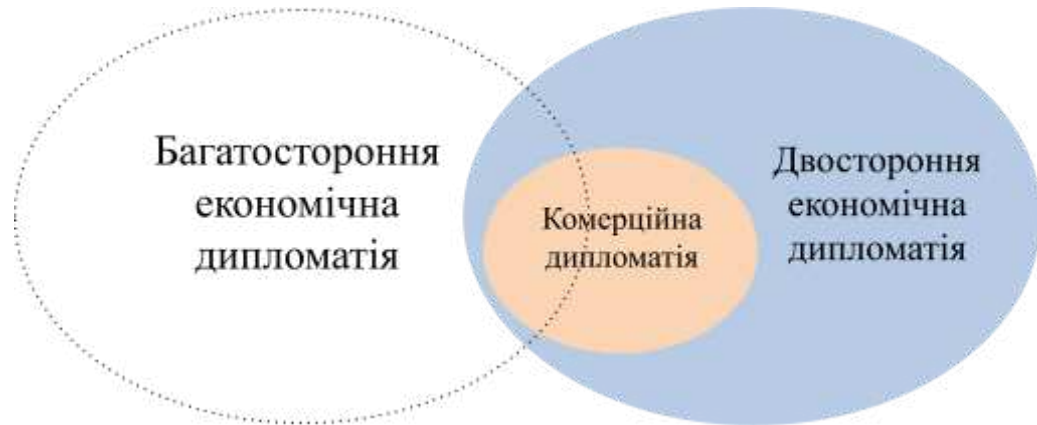 Багатостороння
економічна
дипломатія
Комерційна
дипломатія
Двостороння
економічна
дипломатія